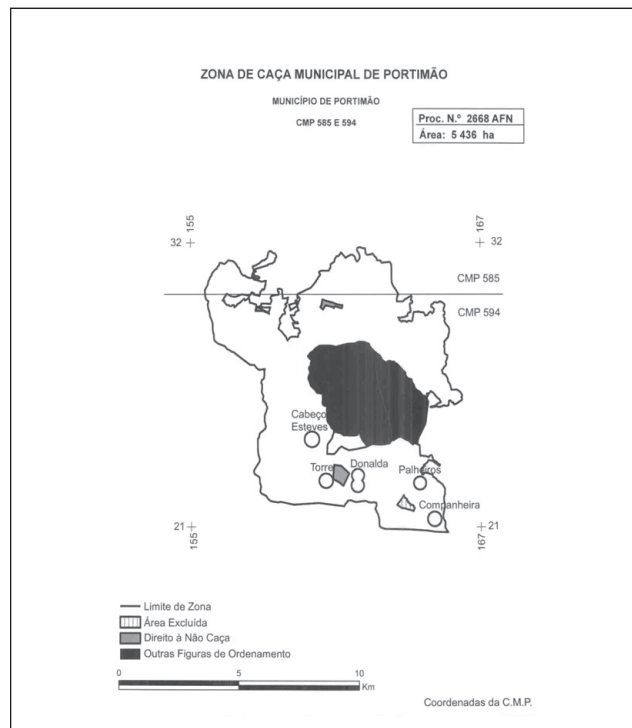 ZONA DE CAÇA MUNICIPAL DE PORTIMÃO
MUNICÍPIO DE PORTIMÃO
CMP 585 E 594
Proc. N.º 2668 AFN
Área: 5 436 ha
155
167
32
32
CMP 585
CMP 594
Cabeço
Esteves
Torre
Donalda
Palheiros
Companheira
21
21
155
167
Limite de Zona
Área Excluída
Direito à Não Caça
Outras Figuras de Ordenamento
0
5
10
Km
Coordenadas da C.M.P.